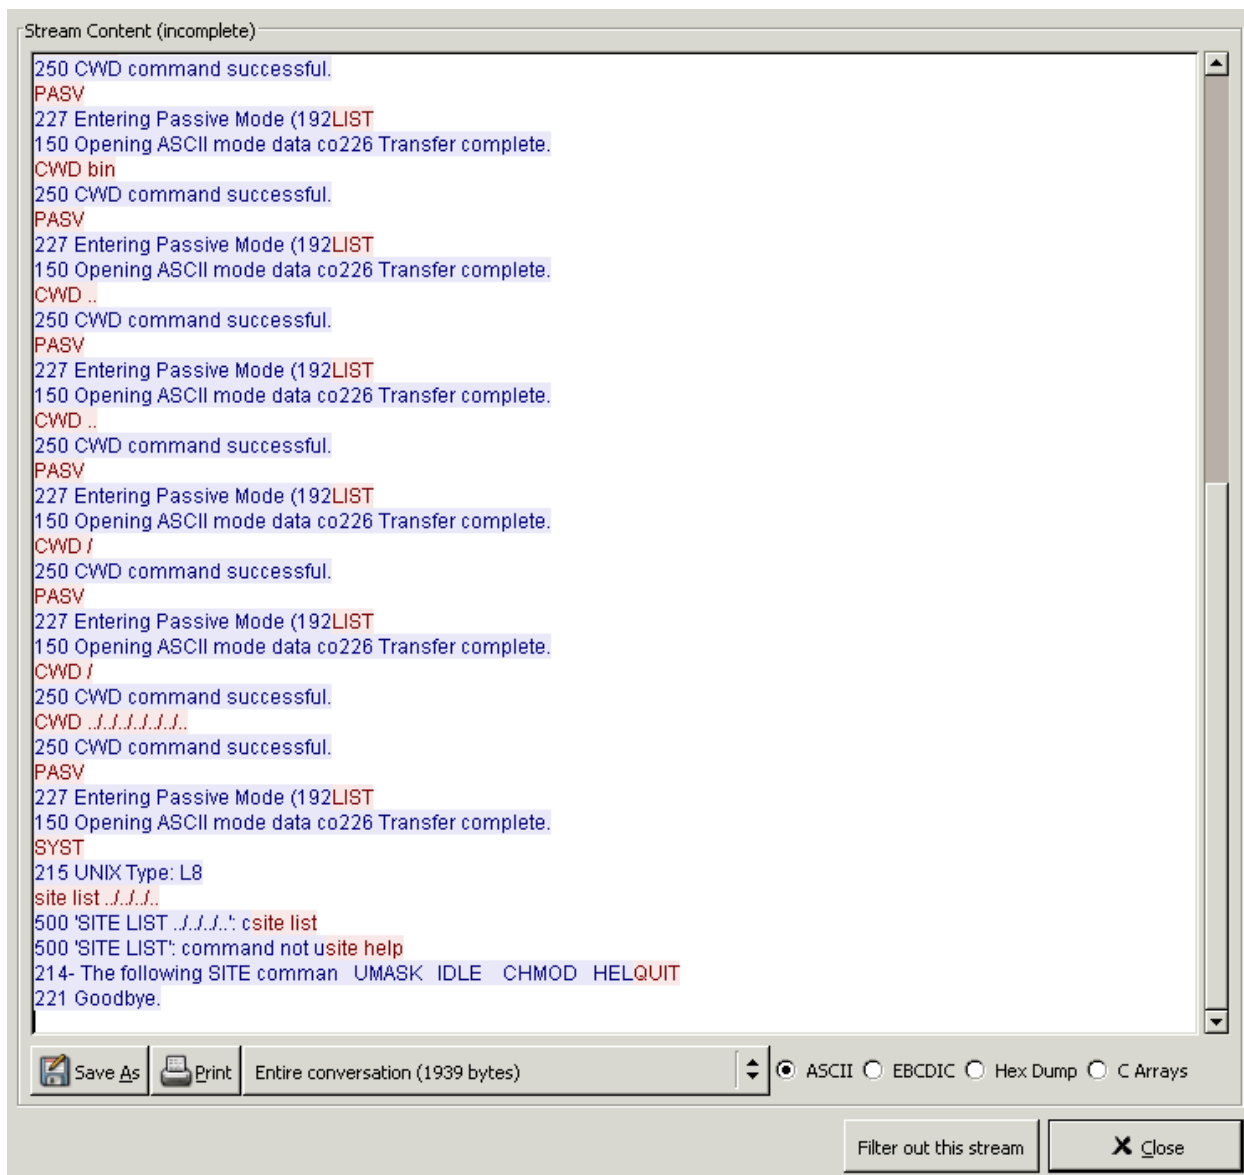 Stream Content (incomplete)
250 CWD command successful.
PASV
227 Entering Passive Mode (192LIST
150 Opening ASCII mode data co226 Transfer complete.
CWD bin
250 CWD command successful.
PASV
227 Entering Passive Mode (192LIST
150 Opening ASCII mode data co226 Transfer complete.
CWD ..
250 CWD command successful.
PASV
227 Entering Passive Mode (192LIST
150 Opening ASCII mode data co226 Transfer complete.
CWD ..
250 CWD command successful.
PASV
227 Entering Passive Mode (192LIST
150 Opening ASCII mode data co226 Transfer complete.
CWD /
250 CWD command successful.
PASV
227 Entering Passive Mode (192LIST
150 Opening ASCII mode data co226 Transfer complete.
CWD /
250 CWD command successful.
CWD ../../../../../../..
250 CWD command successful.
PASV
227 Entering Passive Mode (192LIST
150 Opening ASCII mode data co226 Transfer complete.
SYST
215 UNIX Type: L8
site list ../../../..
500 'SITE LIST ../../../..': csite list
500 'SITE LIST': command not usite help
214- The following SITE comman   UMASK   IDLE    CHMOD   HELQUIT
221 Goodbye.
Save As Print Entire conversation (1939 bytes) ASCII EBCDIC Hex Dump C Arrays
Filter out this stream Close